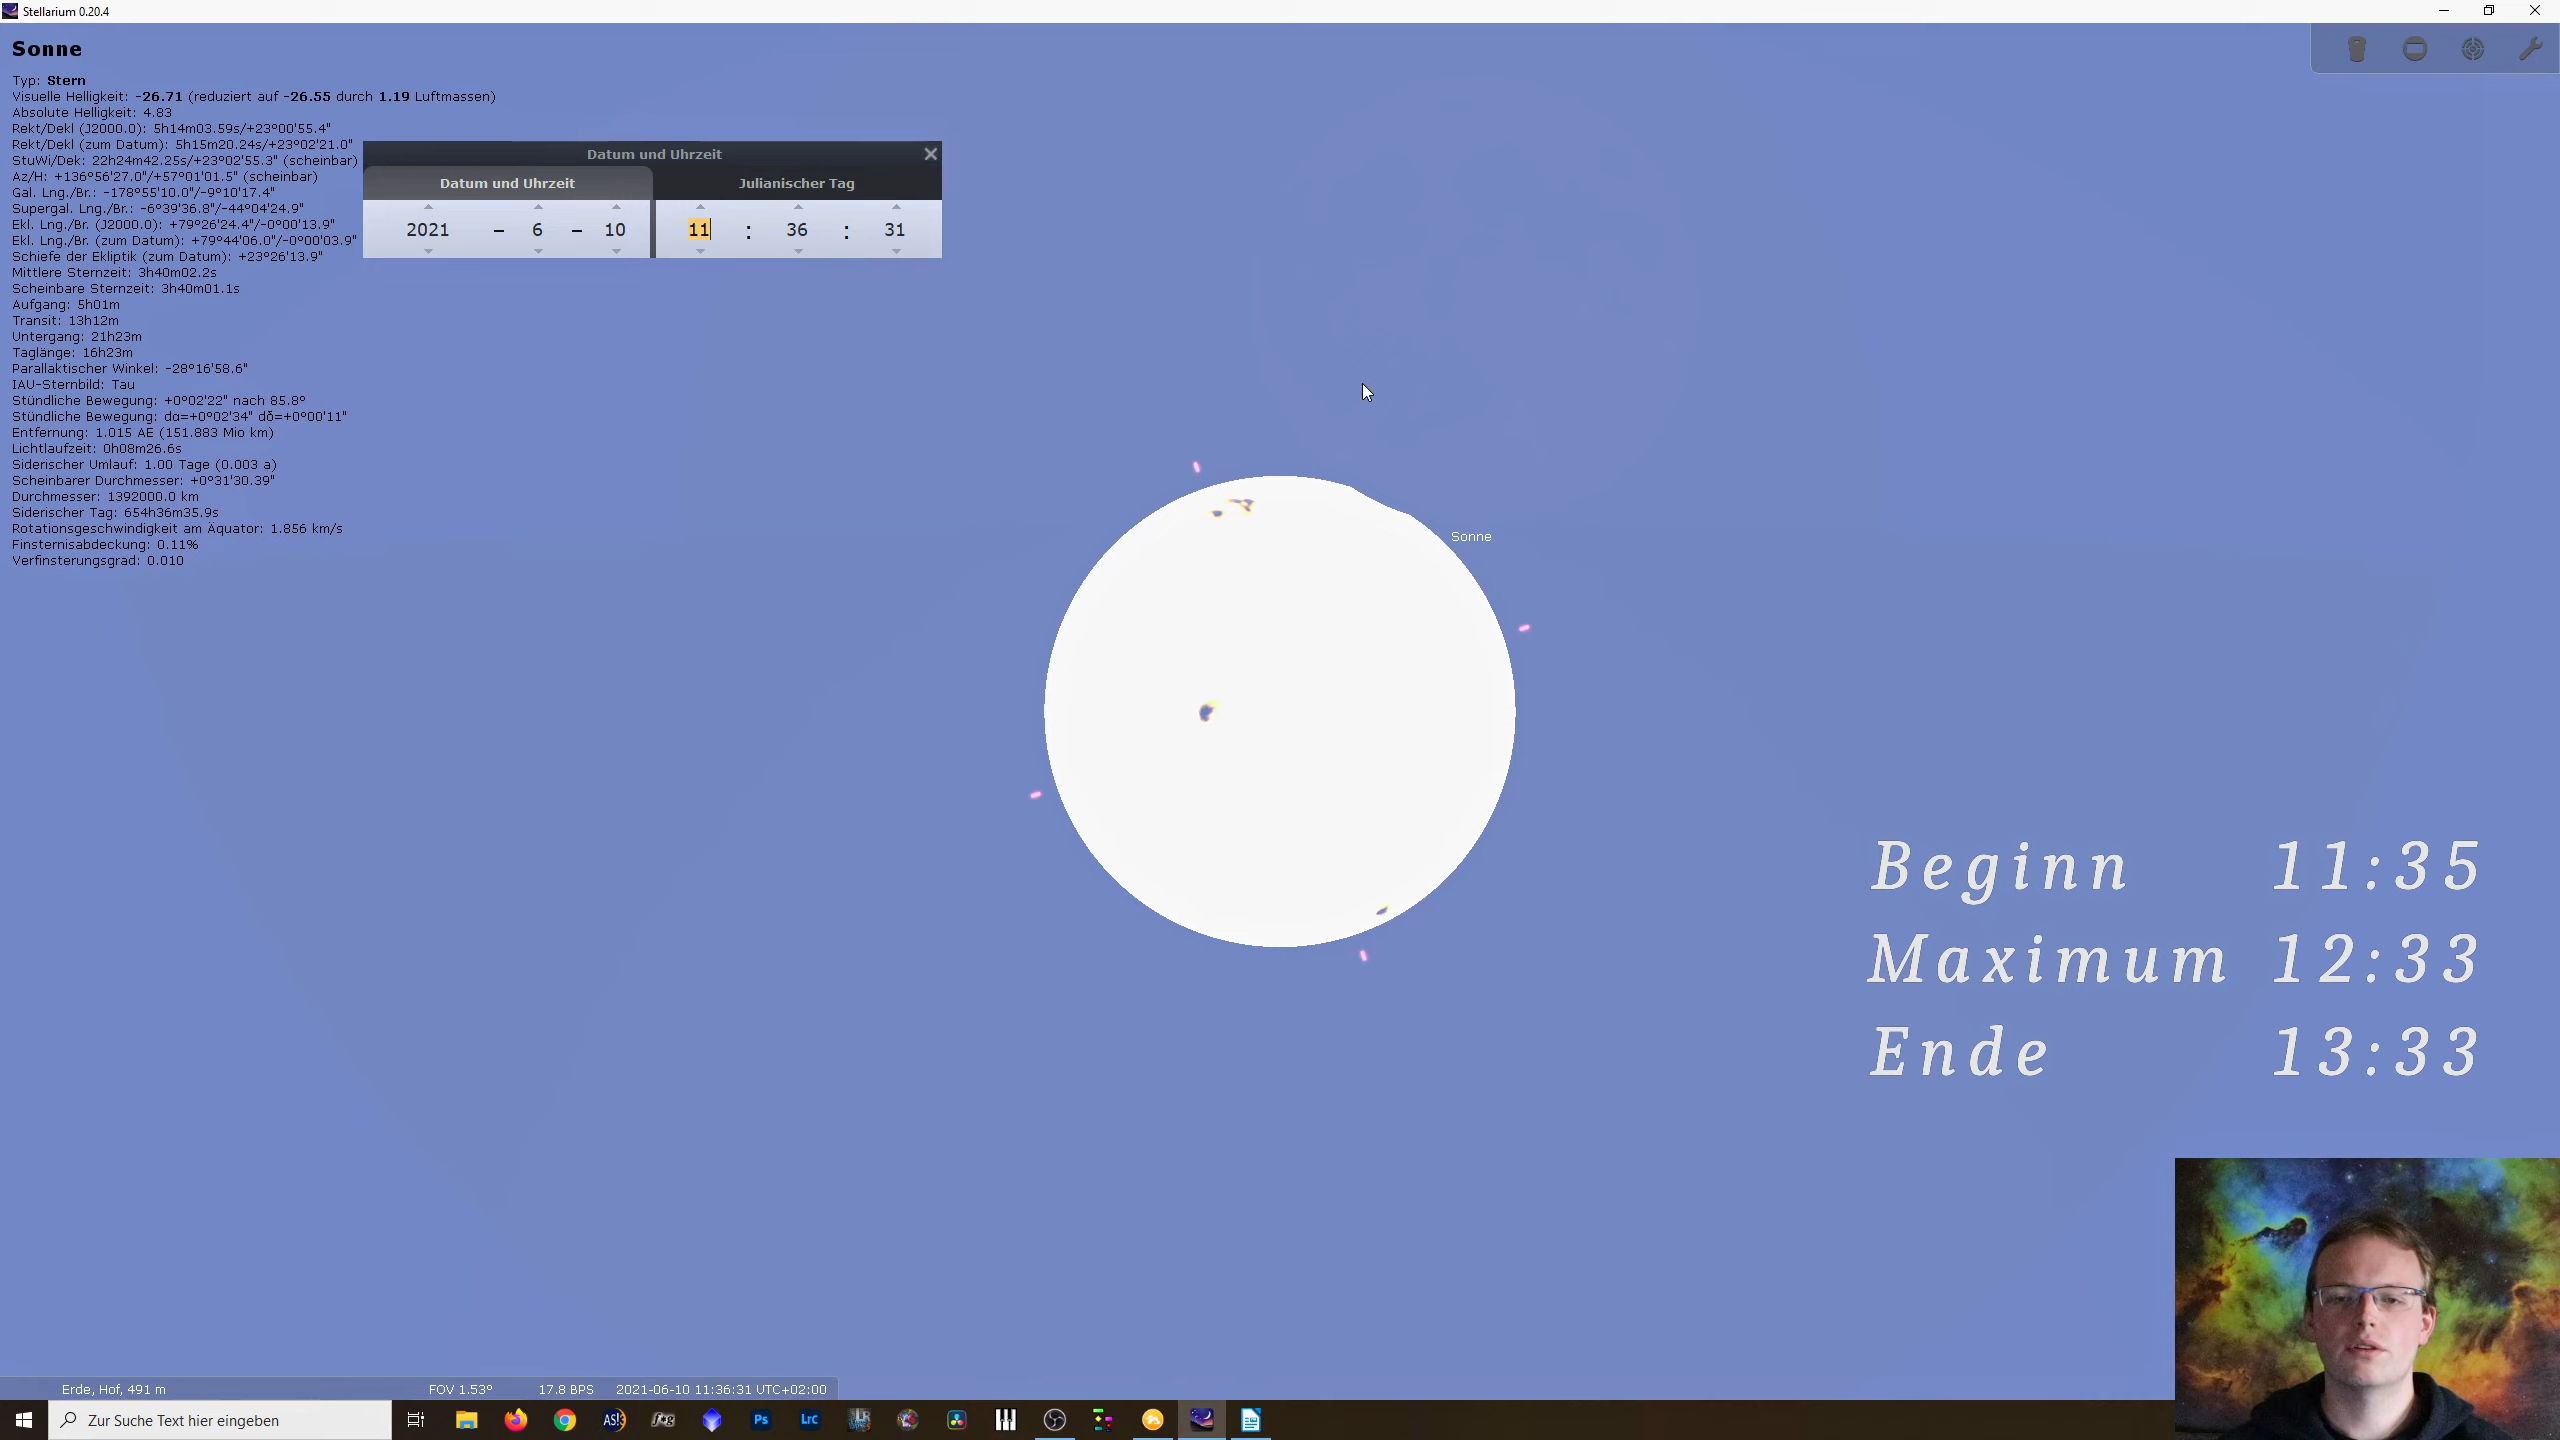 Stellarium 0.20.4
Sonne
Typ: Stern
Visuelle Helligkeit: -26.71 (reduziert auf -26.55 durch 1.19 Luftmassen)
Absolute Helligkeit: 4.83
Rekt/Dekl (J2000.0): 5h14m03.59s/+23°00'55.4"
Rekt/Dekl (zum Datum): 5h15m20.24s/+23°02'21.0"
StuWi/Dek: 22h24m42.25s/+23°02'55.3" (scheinbar)
Az/H: +136°56'27.0"/+57°01'01.5" (scheinbar)
Gal. Lng./Br.: -178°55'10.0"/-9°10'17.4"
Supergal. Lng./Br.: -6°39'36.8"/-44°04'24.9"
Ekl. Lng./Br. (J2000.0): +79°26'24.4"/-0°00'13.9"
Ekl. Lng./Br. (zum Datum): +79°44'06.0"/-0°00'03.9"
Schiefe der Ekliptik (zum Datum): +23°26'13.9"
Mittlere Sternzeit: 3h40m02.2s
Scheinbare Sternzeit: 3h40m01.1s
Aufgang: 5h01m
Transit: 13h12m
Untergang: 21h23m
Taglänge: 16h23m
Parallaktischer Winkel: -28°16'58.6"
IAU-Sternbild: Tau
Stündliche Bewegung: +0°02'22" nach 85.8°
Stündliche Bewegung: dα=+0°02'34" dδ=+0°00'11"
Entfernung: 1.015 AE (151.883 Mio km)
Lichtlaufzeit: 0h08m26.6s
Siderischer Umlauf: 1.00 Tage (0.003 a)
Scheinbarer Durchmesser: +0°31'30.39"
Durchmesser: 1392000.0 km
Siderischer Tag: 654h36m35.9s
Rotationsgeschwindigkeit am Äquator: 1.856 km/s
Finsternisabdeckung: 0.11%
Verfinsterungsgrad: 0.010
Datum und Uhrzeit
Datum und Uhrzeit Julianischer Tag
2021 - 6 - 10 11 : 36 : 31
Sonne
Beginn 11:35
Maximum 12:33
Ende 13:33
Erde, Hof, 491 m FOV 1.53° 17.8 BPS 2021-06-10 11:36:31 UTC+02:00
Zur Suche Text hier eingeben AS! Ps Lrc